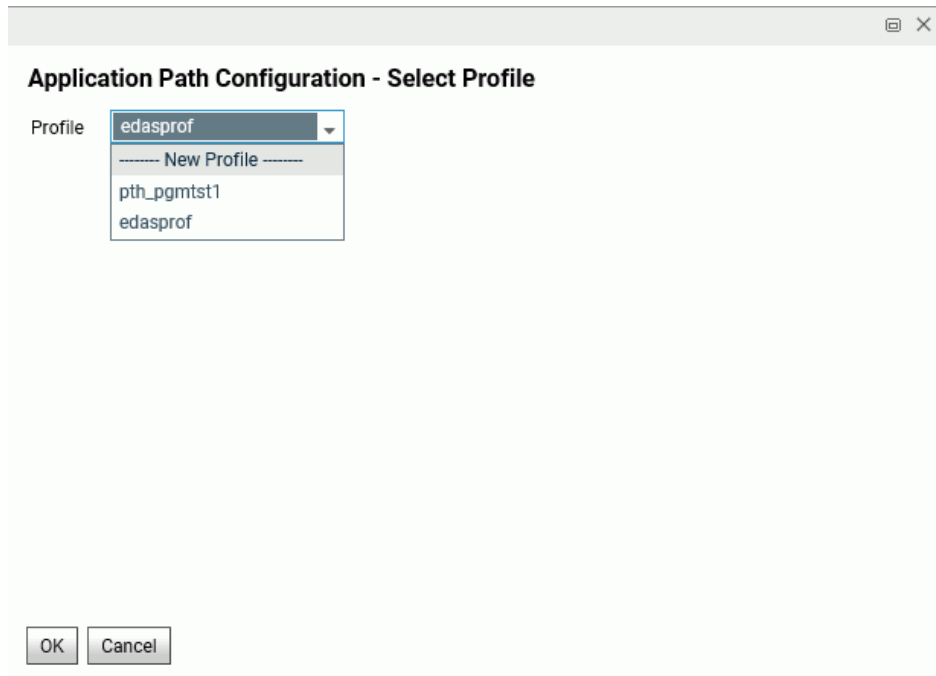 Application Path Configuration - Select Profile
Profile edasprof
-------- New Profile --------
pth_pgmtst1
edasprof
OK Cancel